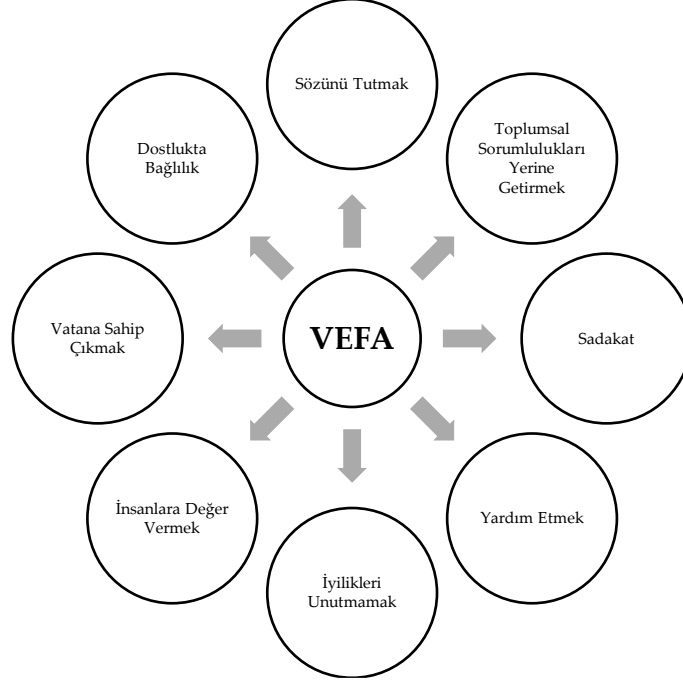 Sözünü Tutmak
Toplumsal
Sorumlulukları
Yerine
Getirmek
Sadakat
Yardım Etmek
İyilikleri
Unutmamak
İnsanlara Değer
Vermek
Vatana Sahip
Çıkmak
Dostlukta
Bağlılık
VEFA